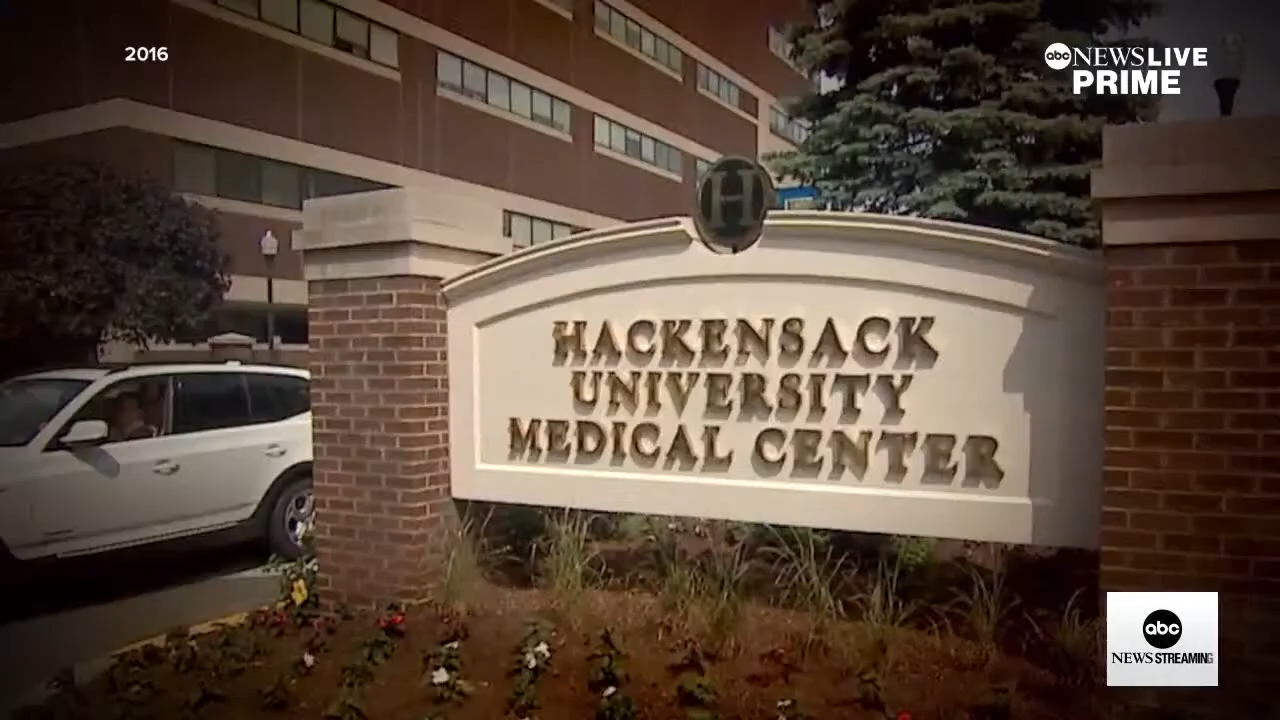 2016
abc NEWS LIVE
PRIME
H
HACKENSACK
UNIVERSITY
MEDICAL CENTER
abc
NEWS STREAMING